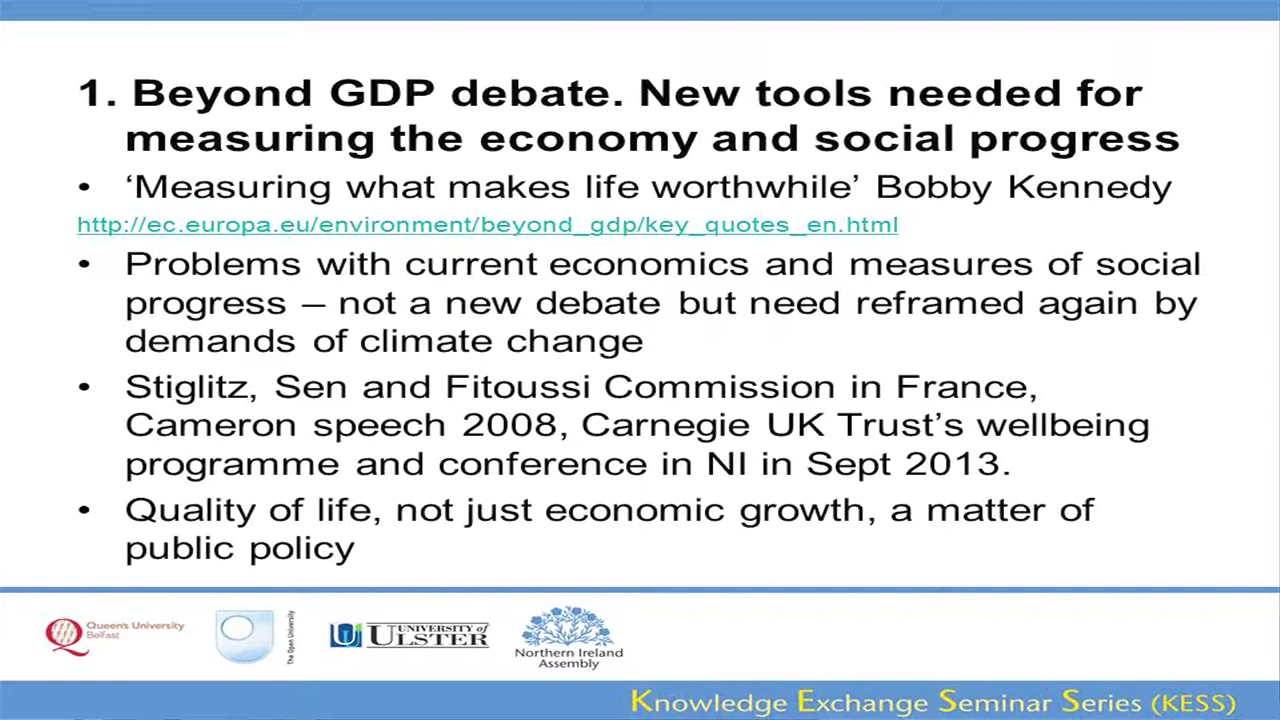 1. Beyond GDP debate. New tools needed for
measuring the economy and social progress
• ‘Measuring what makes life worthwhile’ Bobby Kennedy
http://ec.europa.eu/environment/beyond_gdp/key_quotes_en.html
• Problems with current economics and measures of social
progress – not a new debate but need reframed again by
demands of climate change
• Stiglitz, Sen and Fitoussi Commission in France,
Cameron speech 2008, Carnegie UK Trust’s wellbeing
programme and conference in NI in Sept 2013.
• Quality of life, not just economic growth, a matter of
public policy
Queen's University
Belfast
The Open University
UNIVERSITY of
ULSTER
Northern Ireland
Assembly
Knowledge Exchange Seminar Series (KESS)